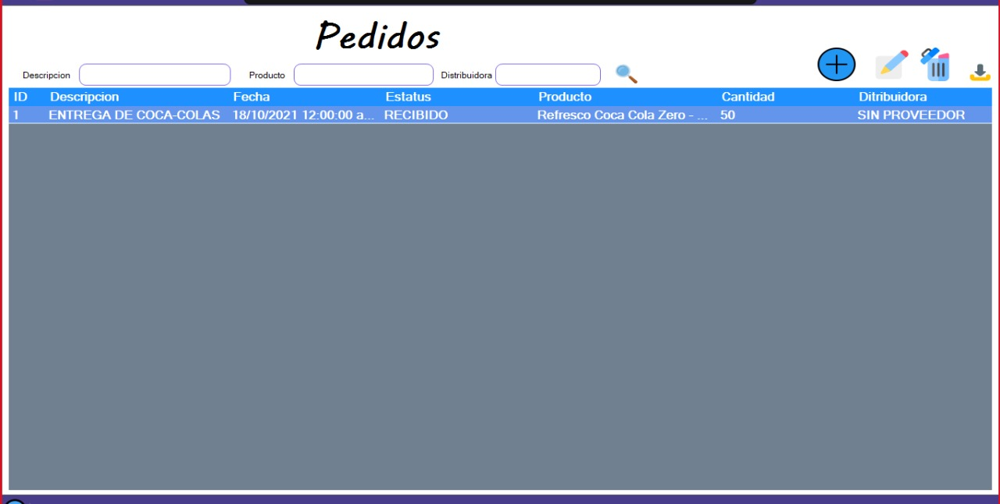 Pedidos
Descripcion Producto Distribuidora
ID Descripcion Fecha Estatus Producto Cantidad Ditribuidora
1 ENTREGA DE COCA-COLAS 18/10/2021 12:00:00 a... RECIBIDO Refresco Coca Cola Zero - ... 50 SIN PROVEEDOR